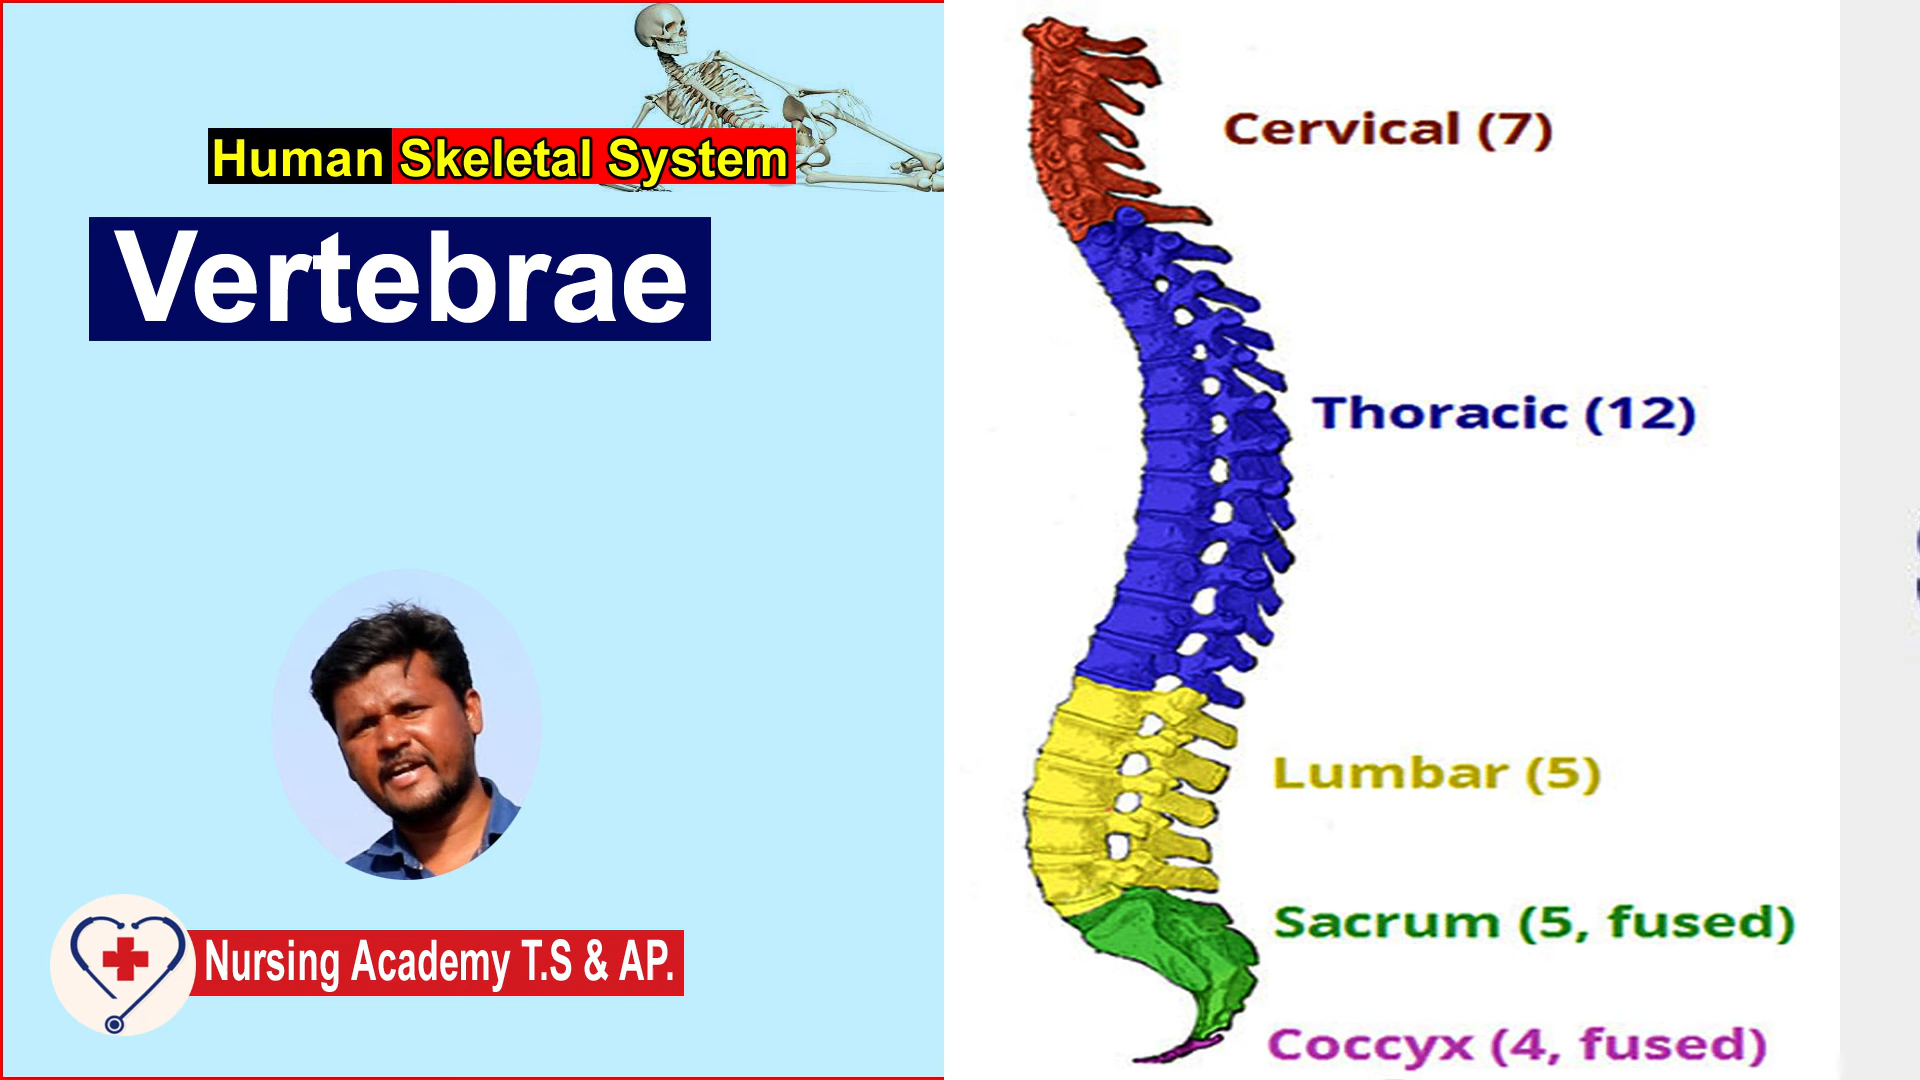 Human Skeletal System
Vertebrae
Nursing Academy T.S & AP.
Cervical (7)
Thoracic (12)
Lumbar (5)
Sacrum (5, fused)
Coccyx (4, fused)